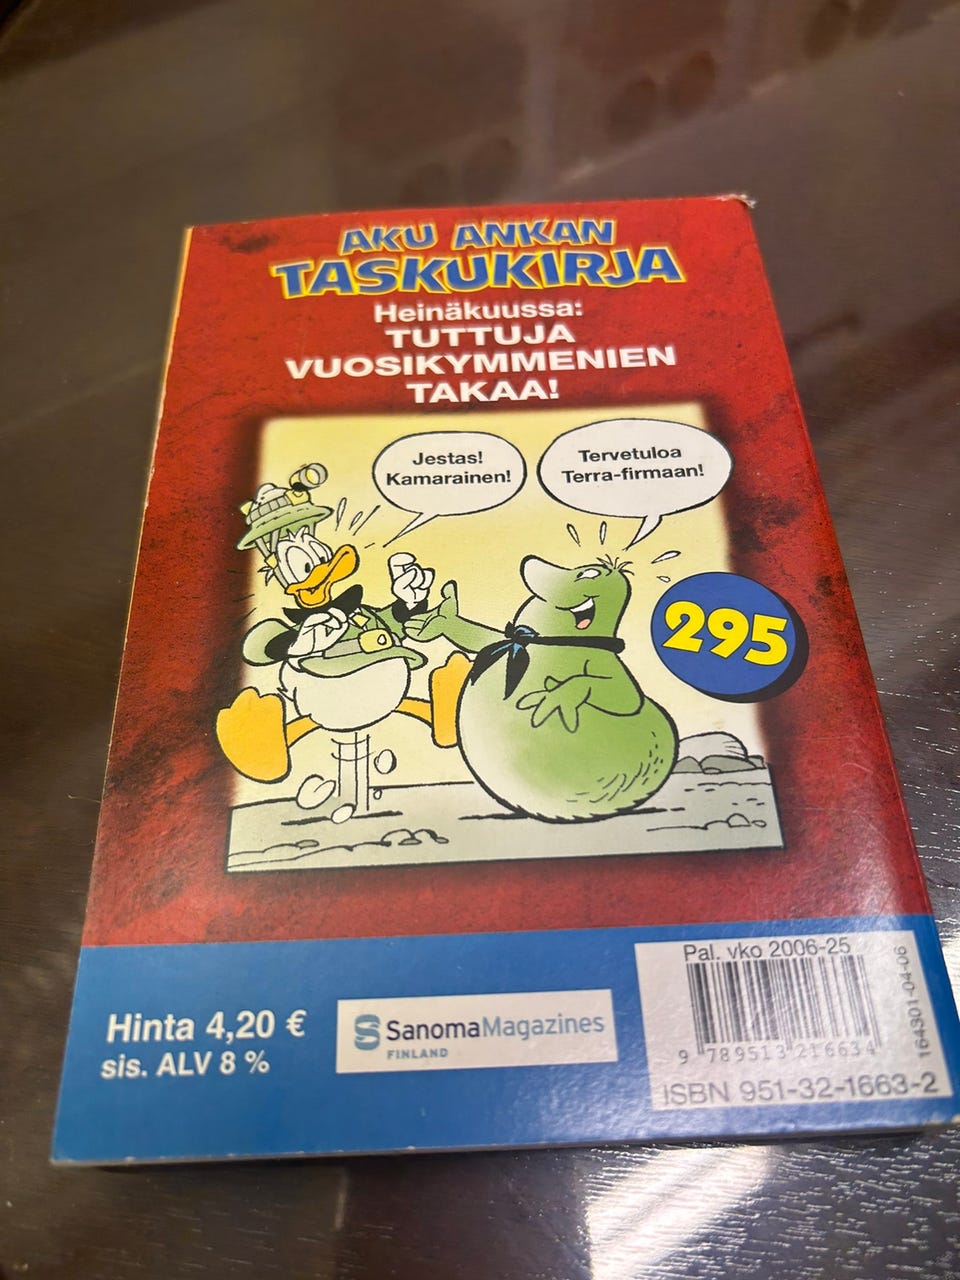 AKU ANKAN
TASKUKIRJA
Heinäkuussa:
TUTTUJA
VUOSIKYMMENIEN
TAKAA!
Jestas!
Kamarainen!
Tervetuloa
Terra-firmaan!
295
Hinta 4,20 €
sis. ALV 8 %
SanomaMagazines
FINLAND
Pal. vko 2006-25
9 789513 216634
ISBN 951-32-1663-2
164301-04-06